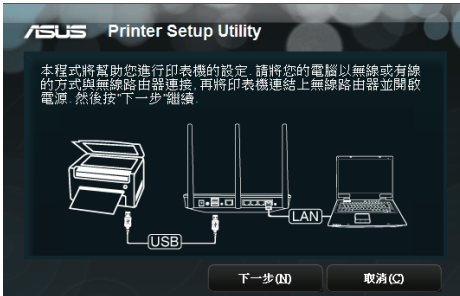 ASUS Printer Setup Utility
本程式將幫助您進行印表機的設定. 請將您的電腦以無線或有線
的方式與無線路由器連接, 再將印表機連結上無線路由器並開啟
電源. 然後按"下一步"繼續.
LAN
USB
下一步(N) 取消(C)